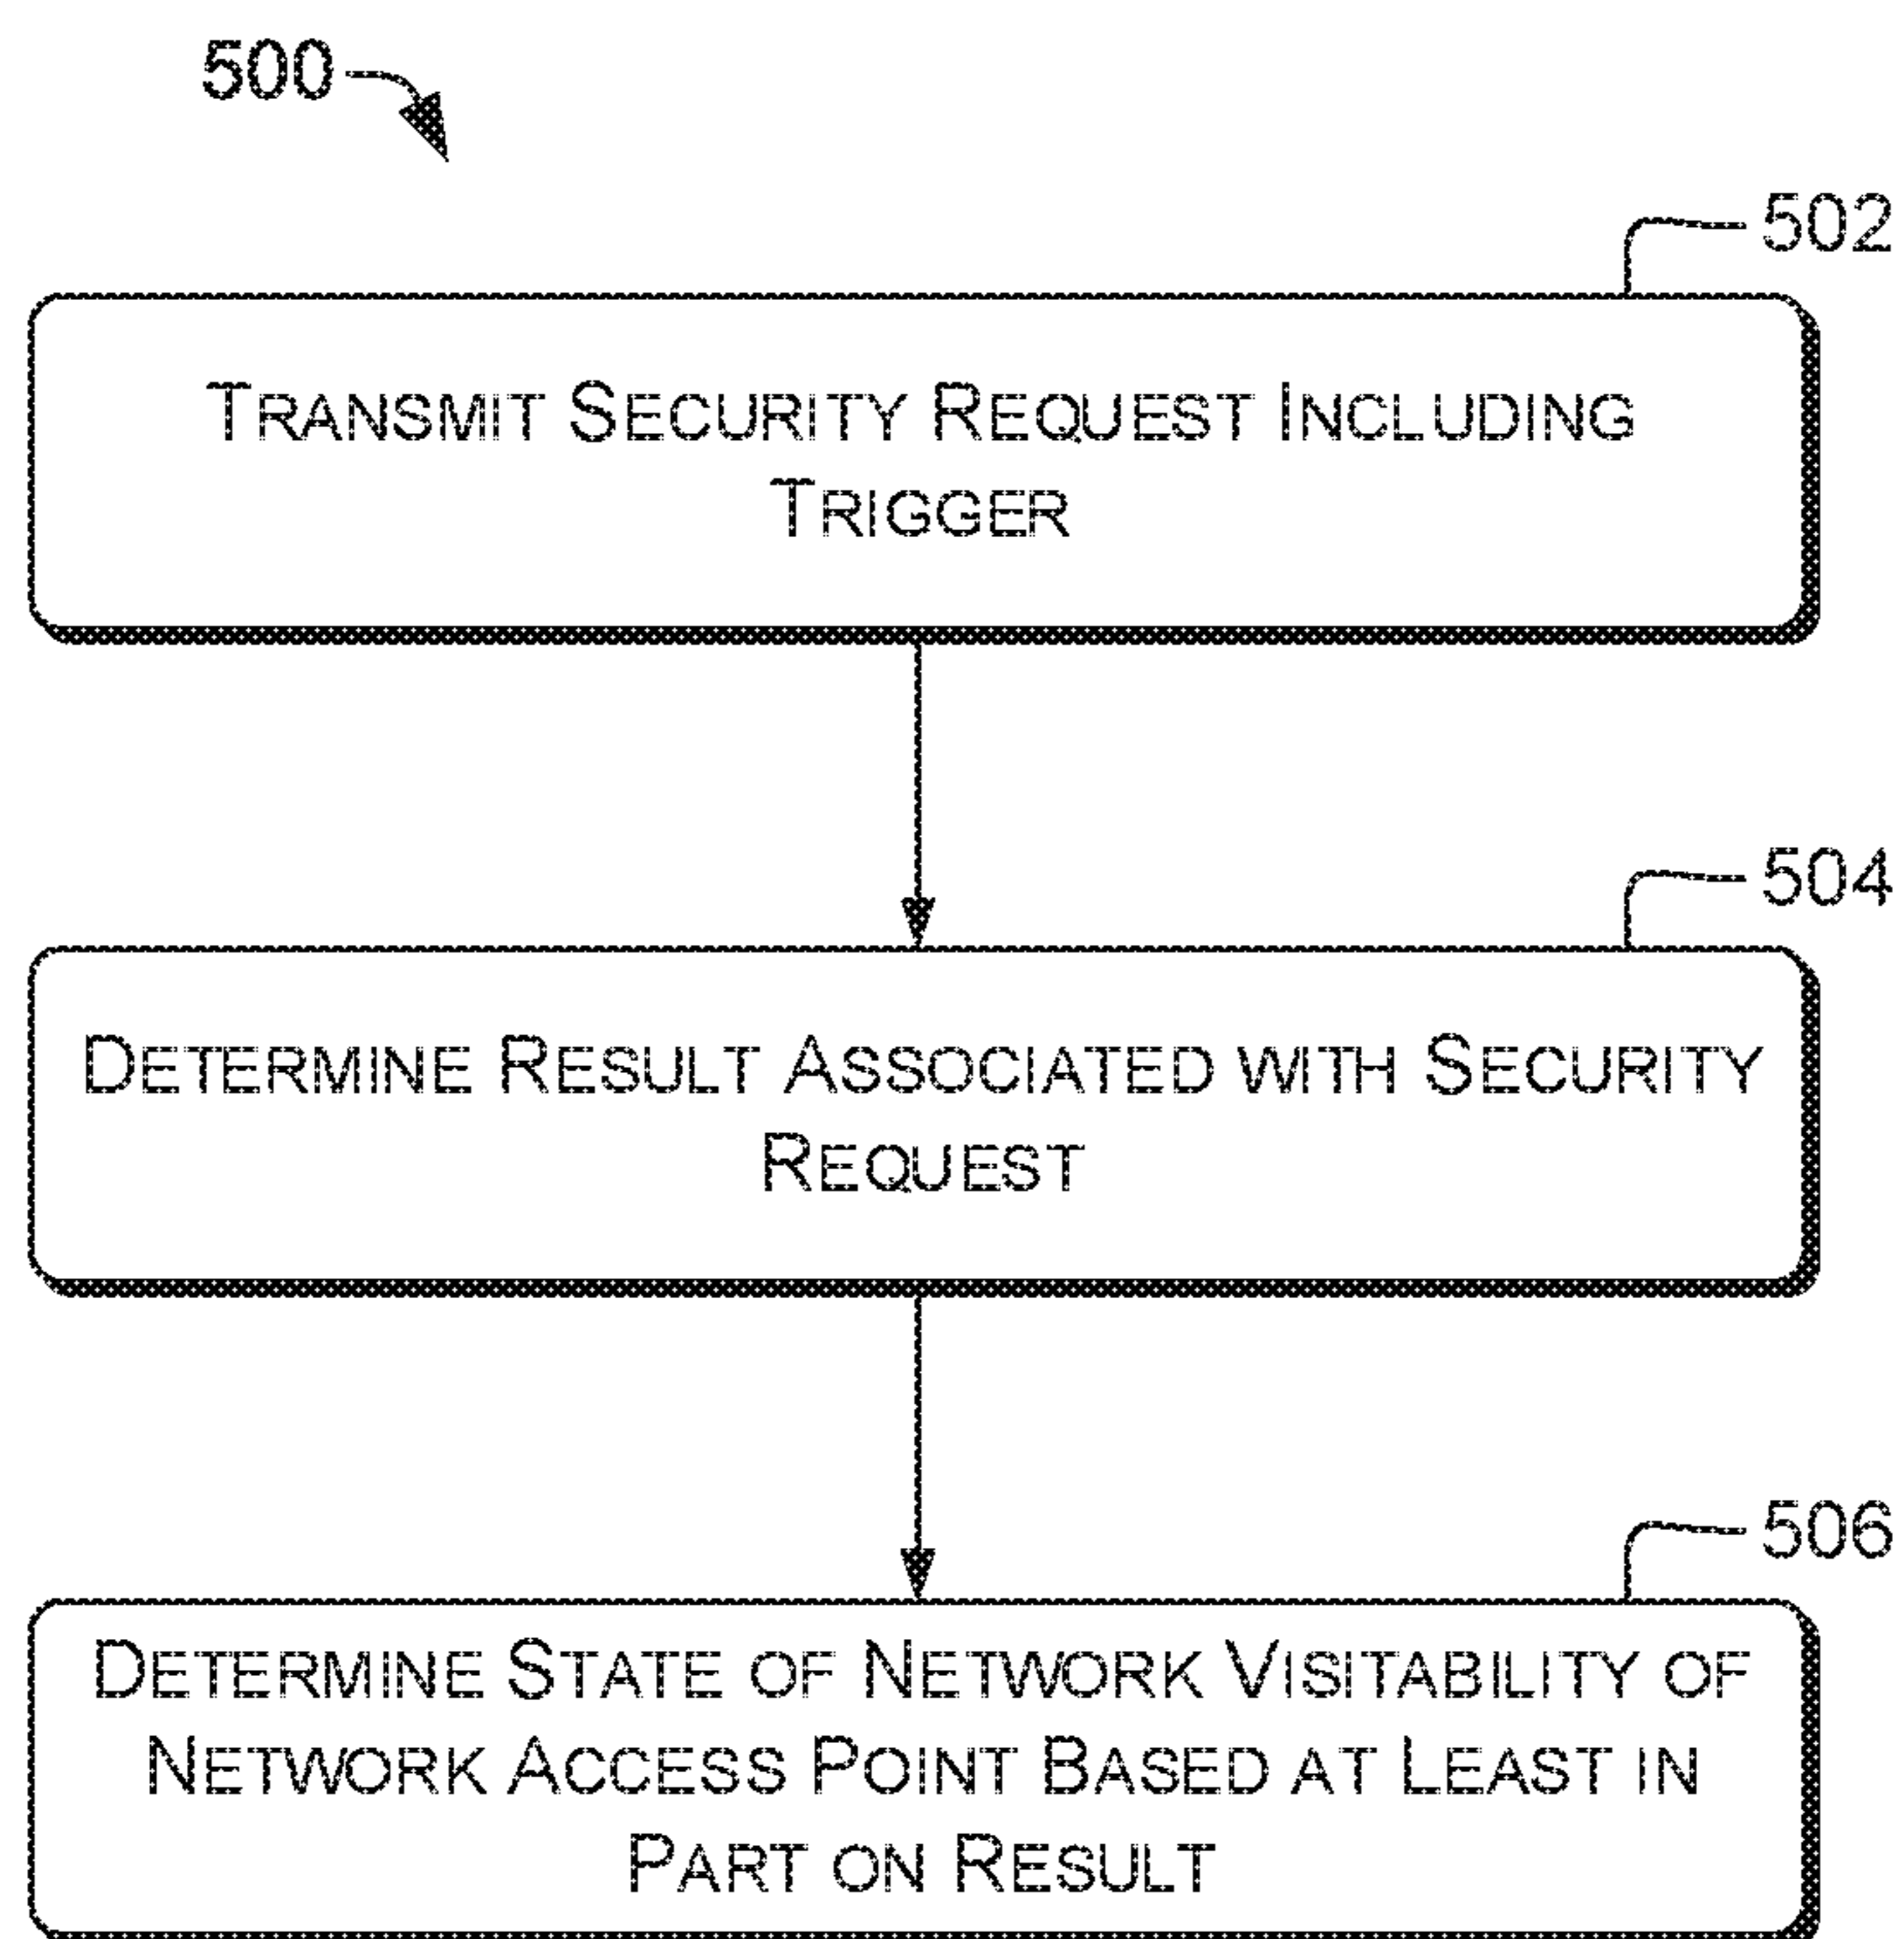 500
502
TRANSMIT SECURITY REQUEST INCLUDING
TRIGGER
504
DETERMINE RESULT ASSOCIATED WITH SECURITY
REQUEST
506
DETERMINE STATE OF NETWORK VISITABILITY OF
NETWORK ACCESS POINT BASED AT LEAST IN
PART ON RESULT